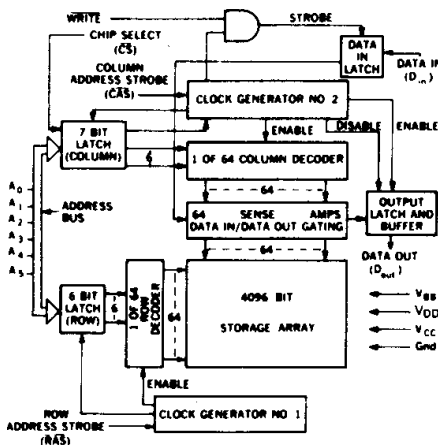 WRITE
STROBE
CHIP SELECT
(CS)
DATA
IN
LATCH
DATA IN
(Din)
COLUMN
ADDRESS STROBE
(CAS)
CLOCK GENERATOR NO 2
ENABLE
DISABLE
ENABLE
7 BIT
LATCH
(COLUMN)
6
1 OF 64 COLUMN DECODER
64
A0
A1
A2
A3
A4
A5
ADDRESS
BUS
64 SENSE AMPS
DATA IN/DATA OUT GATING
OUTPUT
LATCH AND
BUFFER
64
DATA OUT
(Dout)
6 BIT
LATCH
(ROW)
6
1 OF 64
ROW
DECODER
64
4096 BIT
STORAGE ARRAY
VBB
VDD
VCC
Gnd
ENABLE
ROW
ADDRESS STROBE
(RAS)
CLOCK GENERATOR NO 1